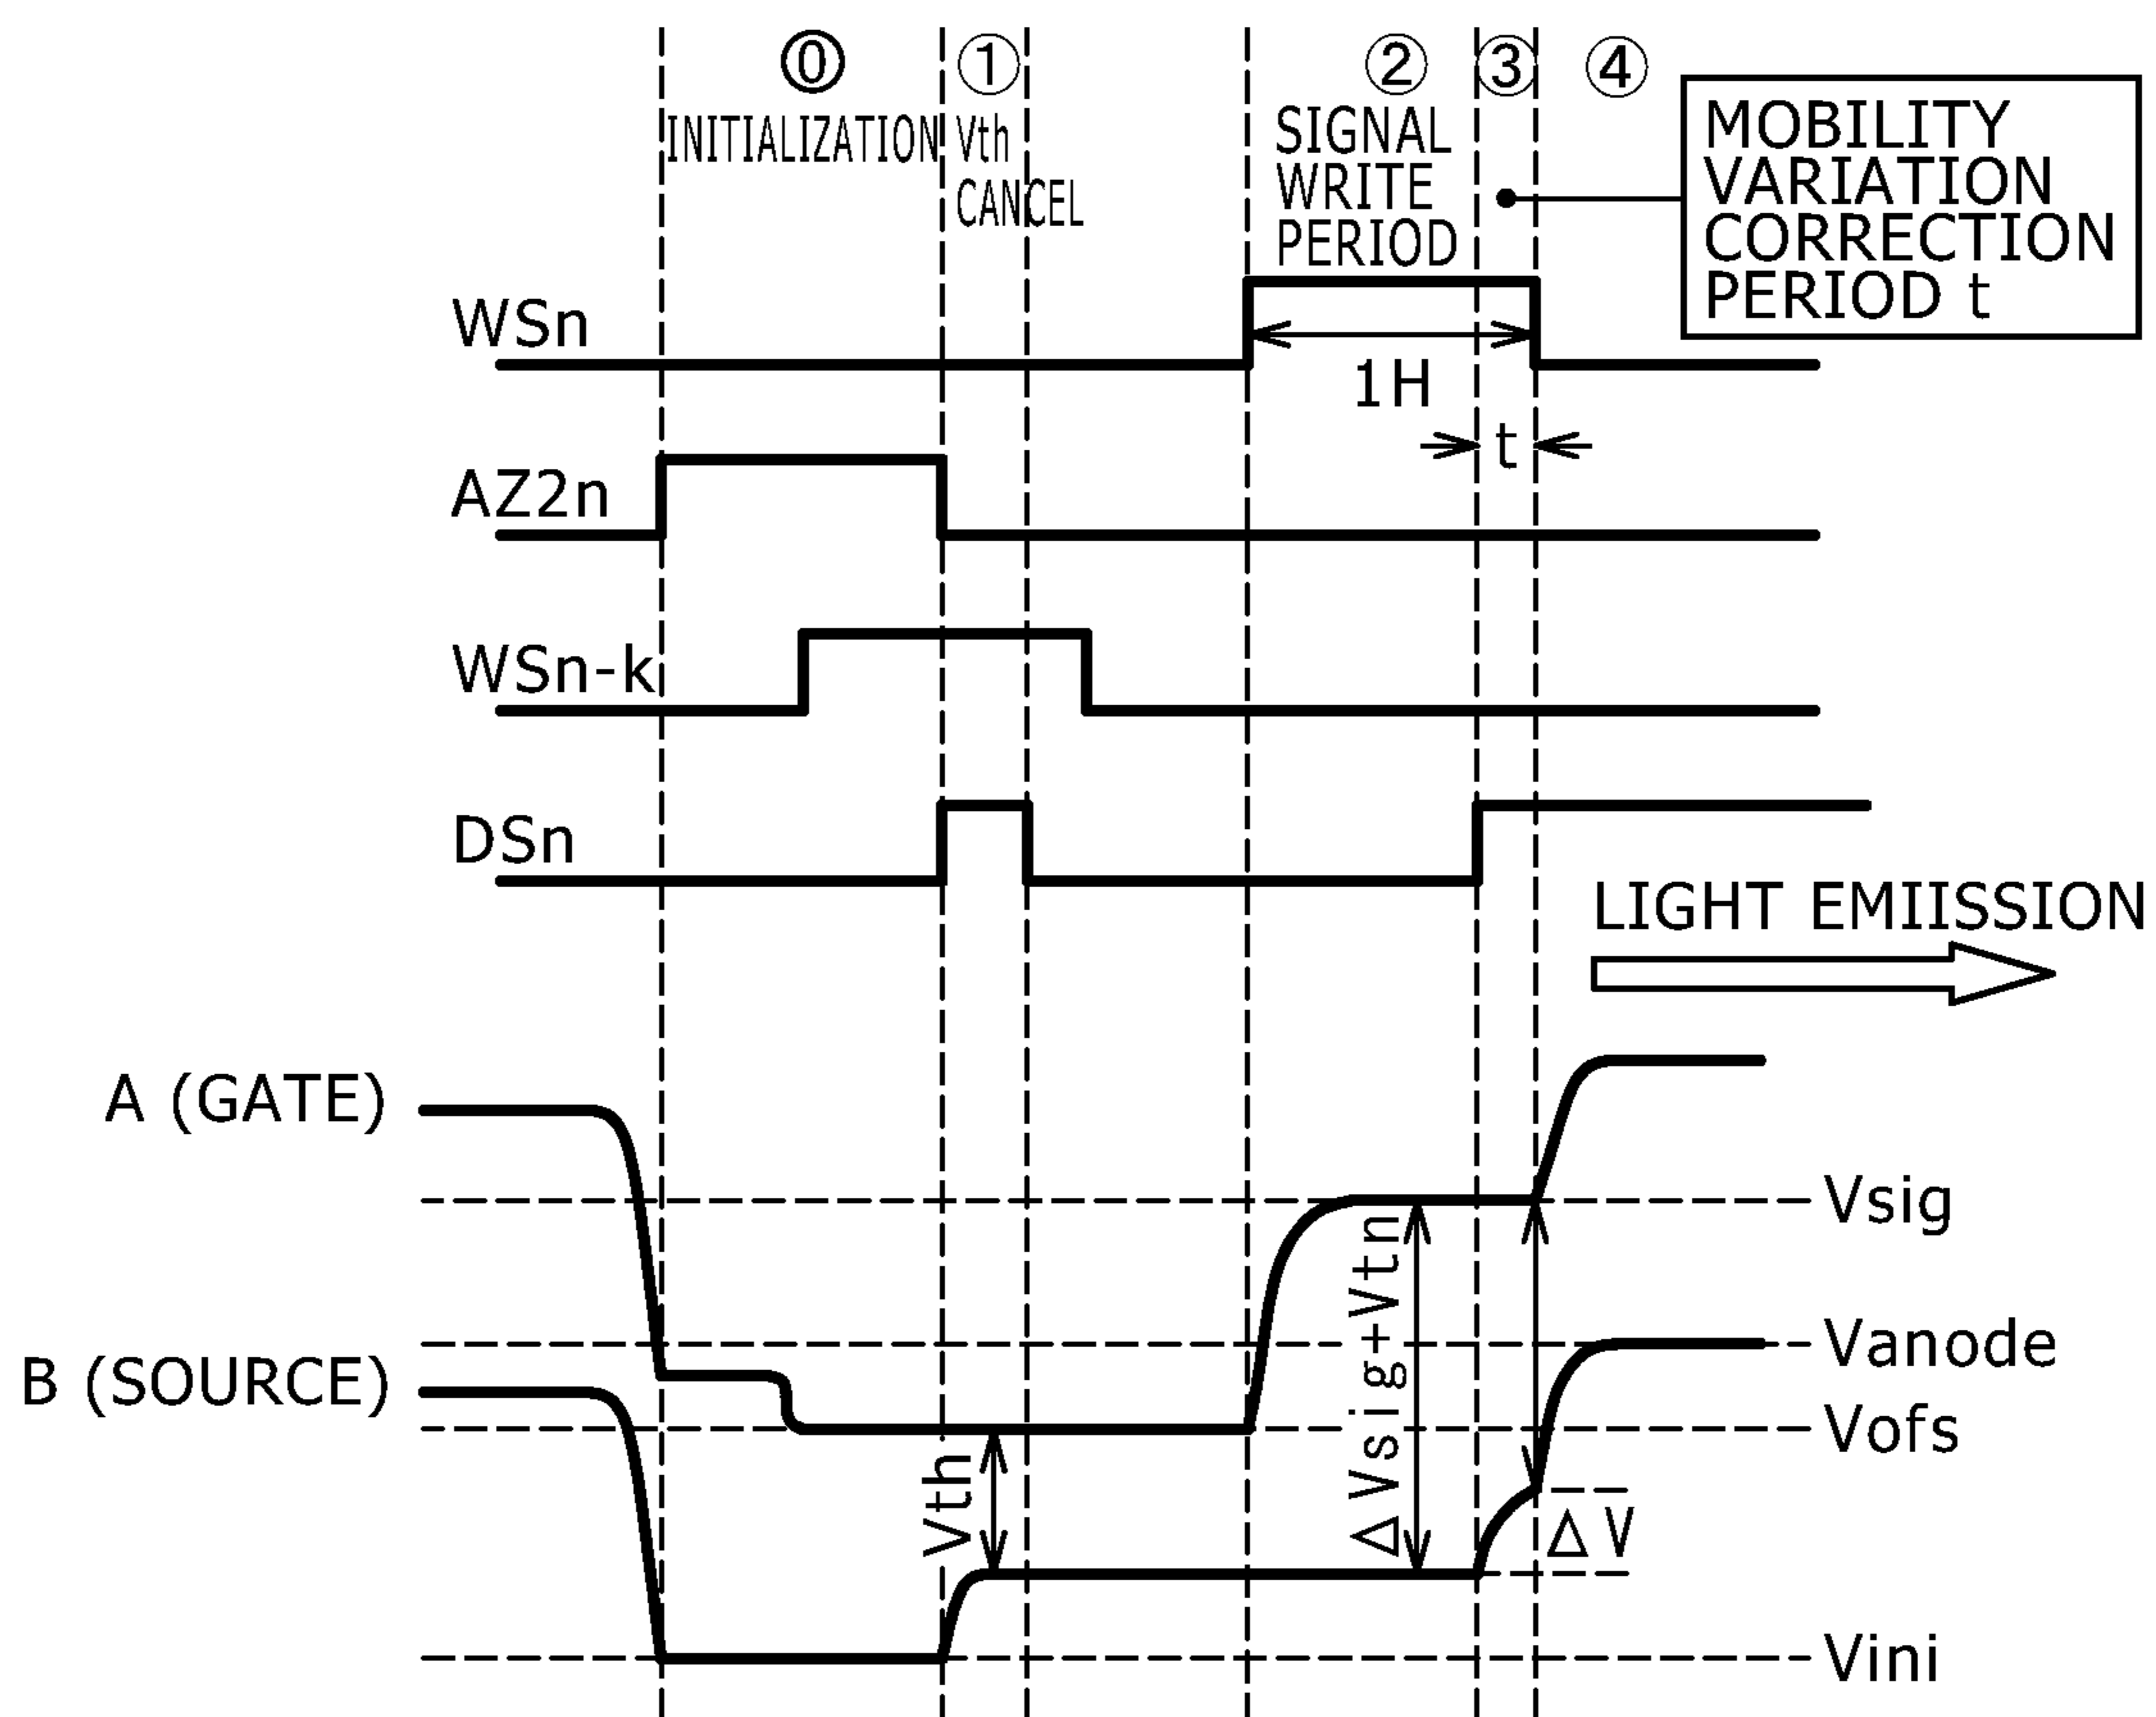 ⓪ ① ② ③ ④
INITIALIZATION
Vth
CANCEL
SIGNAL
WRITE
PERIOD
MOBILITY
VARIATION
CORRECTION
PERIOD t
WSn
1H
t
AZ2n
WSn-k
DSn
LIGHT EMIISSION
A (GATE)
Vsig
Vanode
B (SOURCE)
Vofs
Vth
ΔVsig+Vtn
ΔV
Vini